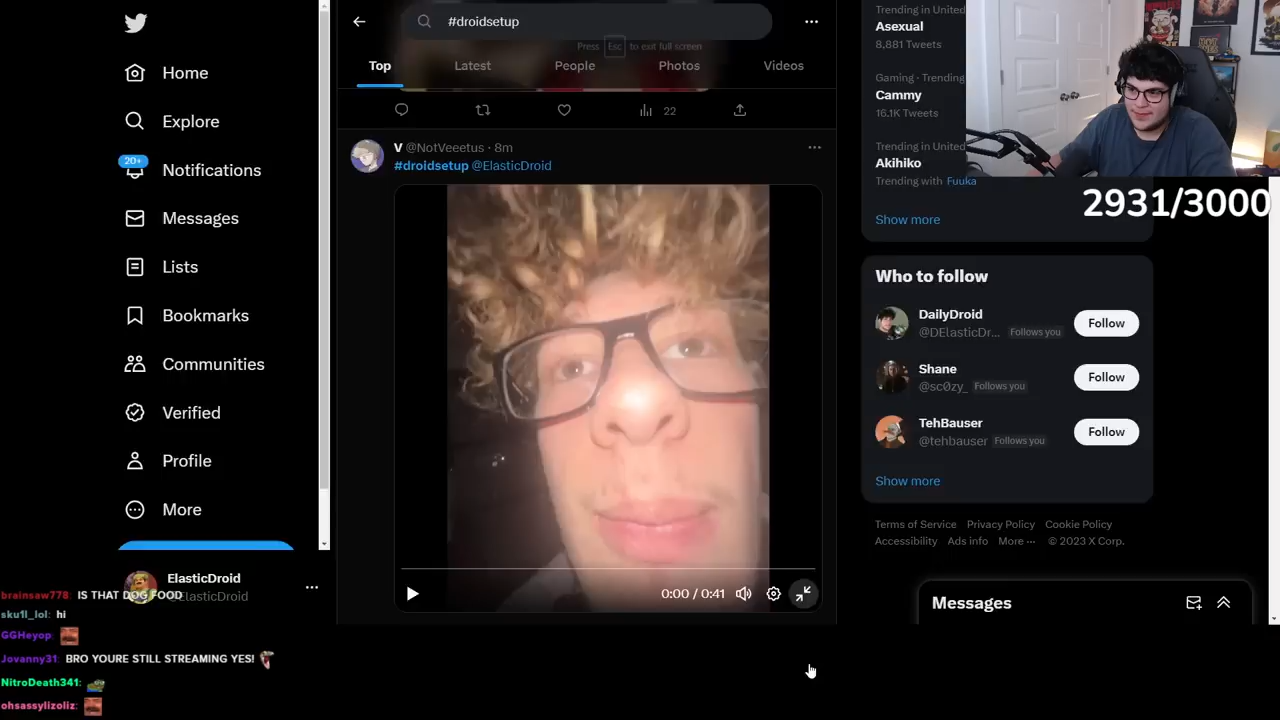 Home
Explore
20+
Notifications
Messages
Lists
Bookmarks
Communities
Verified
Profile
More
ElasticDroid
@ElasticDroid
brainsaw778: IS THAT DOG FOOD
sku1l_lol: hi
GGHeyop:
Jovanny31: BRO YOURE STILL STREAMING YES!
NitroDeath341:
ohsassylizoliz:
#droidsetup
Press Esc to exit full screen
Top Latest People Photos Videos
22
V @NotVeeetus · 8m
#droidsetup @ElasticDroid
0:00 / 0:41
Trending in United
Asexual
8,881 Tweets
Gaming · Trending
Cammy
16.1K Tweets
Trending in United
Akihiko
Trending with Fuuka
Show more
2931/3000
Who to follow
DailyDroid
@DElasticDr... Follows you
Follow
Shane
@sc0zy_ Follows you
Follow
TehBauser
@tehbauser Follows you
Follow
Show more
Terms of Service Privacy Policy Cookie Policy
Accessibility Ads info More ··· © 2023 X Corp.
Messages